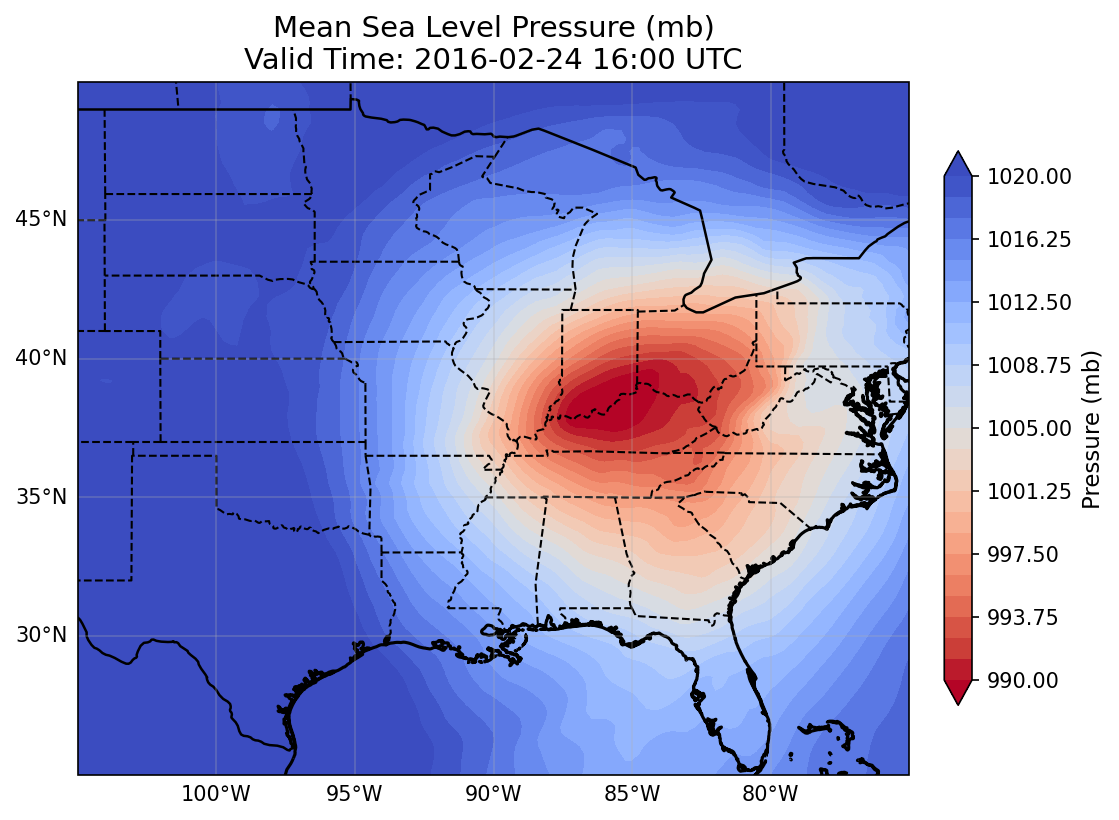 Mean Sea Level Pressure (mb)
Valid Time: 2016-02-24 16:00 UTC
45°N
40°N
35°N
30°N
100°W
95°W
90°W
85°W
80°W
1020.00
1016.25
1012.50
1008.75
1005.00
1001.25
997.50
993.75
990.00
Pressure (mb)